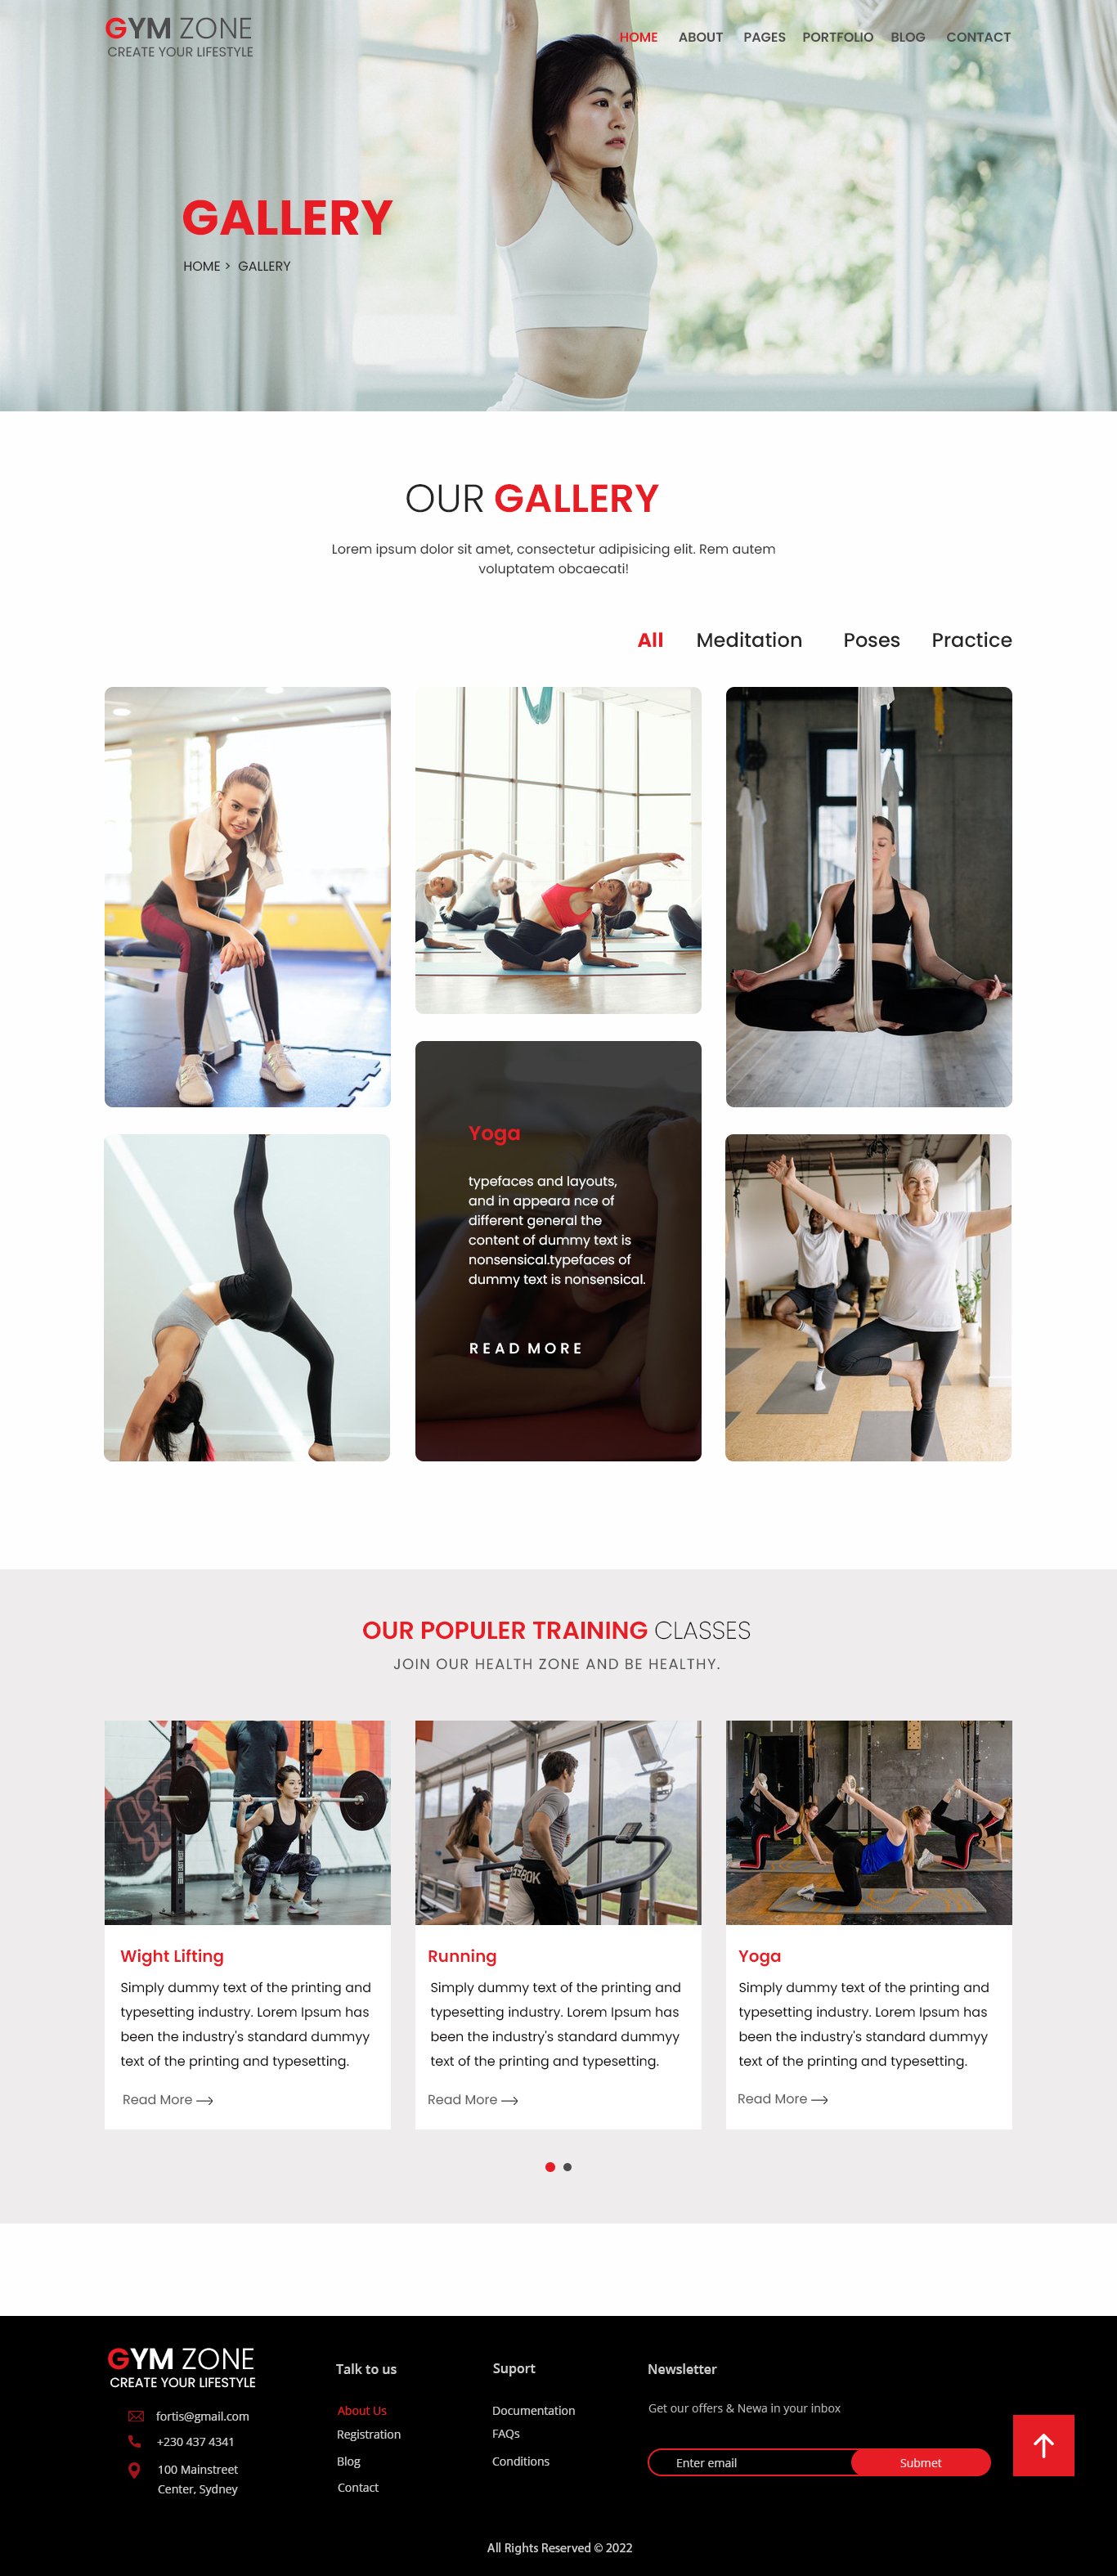 GYM ZONE
CREATE YOUR LIFESTYLE
HOME ABOUT PAGES PORTFOLIO BLOG CONTACT
GALLERY
HOME > GALLERY
OUR GALLERY
Lorem ipsum dolor sit amet, consectetur adipisicing elit. Rem autem
voluptatem obcaecati!
All Meditation Poses Practice
Yoga
typefaces and layouts,
and in appeara nce of
different general the
content of dummy text is
nonsensical.typefaces of
dummy text is nonsensical.
READ MORE
OUR POPULER TRAINING CLASSES
JOIN OUR HEALTH ZONE AND BE HEALTHY.
Wight Lifting
Simply dummy text of the printing and
typesetting industry. Lorem Ipsum has
been the industry's standard dummyy
text of the printing and typesetting.
Read More
Running
Simply dummy text of the printing and
typesetting industry. Lorem Ipsum has
been the industry's standard dummyy
text of the printing and typesetting.
Read More
Yoga
Simply dummy text of the printing and
typesetting industry. Lorem Ipsum has
been the industry's standard dummyy
text of the printing and typesetting.
Read More
GYM ZONE
CREATE YOUR LIFESTYLE
fortis@gmail.com
+230 437 4341
100 Mainstreet
Center, Sydney
Talk to us
About Us
Registration
Blog
Contact
Suport
Documentation
FAQs
Conditions
Newsletter
Get our offers & Newa in your inbox
Enter email Submet
All Rights Reserved © 2022